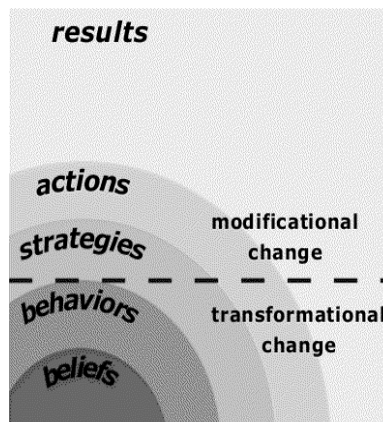 results
actions
strategies
modificational
change
behaviors
transformational
change
beliefs